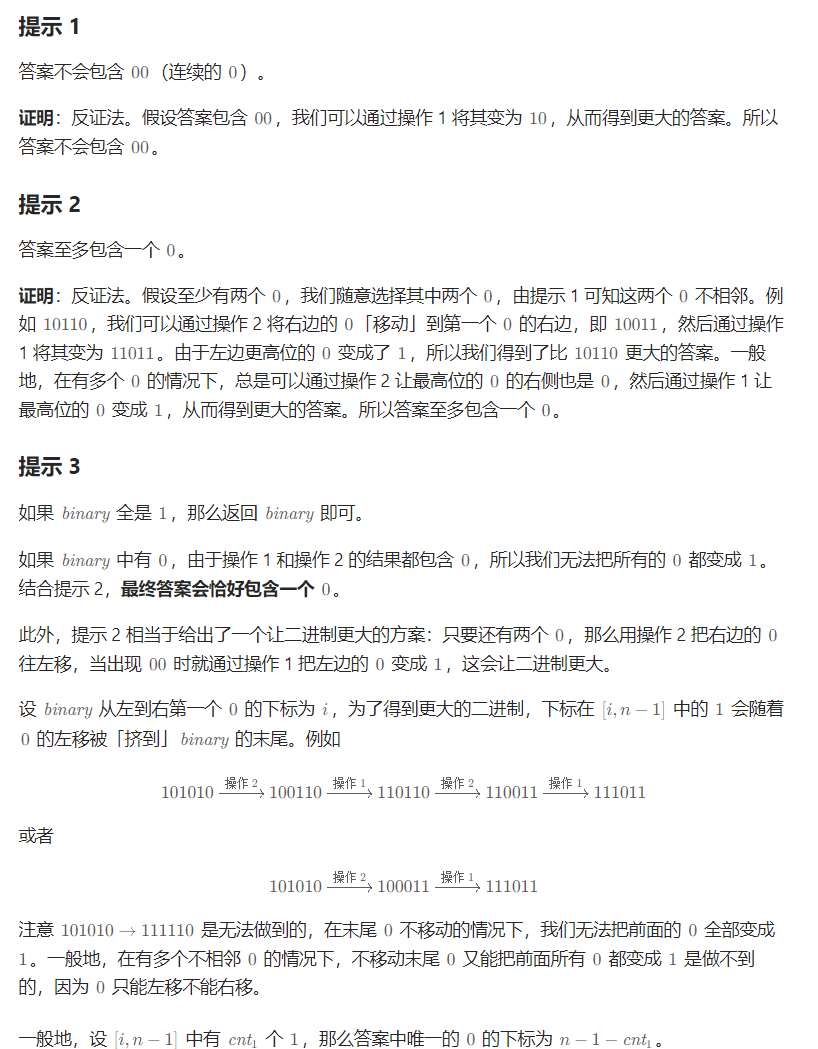 提示 1
答案不会包含 00（连续的 0）。
证明：反证法。假设答案包含 00，我们可以通过操作 1 将其变为 10，从而得到更大的答案。所以
答案不会包含 00。
提示 2
答案至多包含一个 0。
证明：反证法。假设至少有两个 0，我们随意选择其中两个 0，由提示 1 可知这两个 0 不相邻。例
如 10110，我们可以通过操作 2 将右边的 0「移动」到第一个 0 的右边，即 10011，然后通过操作
1 将其变为 11011。由于左边更高位的 0 变成了 1，所以我们得到了比 10110 更大的答案。一般
地，在有多个 0 的情况下，总是可以通过操作 2 让最高位的 0 的右侧也是 0，然后通过操作 1 让
最高位的 0 变成 1，从而得到更大的答案。所以答案至多包含一个 0。
提示 3
如果 binary 全是 1，那么返回 binary 即可。
如果 binary 中有 0，由于操作 1 和操作 2 的结果都包含 0，所以我们无法把所有的 0 都变成 1。
结合提示 2，最终答案会恰好包含一个 0。
此外，提示 2 相当于给出了一个让二进制更大的方案：只要还有两个 0，那么用操作 2 把右边的 0
往左移，当出现 00 时就通过操作 1 把左边的 0 变成 1，这会让二进制更大。
设 binary 从左到右第一个 0 的下标为 i，为了得到更大的二进制，下标在 [i, n − 1] 中的 1 会随着
0 的左移被「挤到」binary 的末尾。例如
101010 操作 2→ 100110 操作 1→ 110110 操作 2→ 110011 操作 1→ 111011
或者
101010 操作 2→ 100011 操作 1→ 111011
注意 101010 → 111110 是无法做到的，在末尾 0 不移动的情况下，我们无法把前面的 0 全部变成
1。一般地，在有多个不相邻 0 的情况下，不移动末尾 0 又能把前面所有 0 都变成 1 是做不到
的，因为 0 只能左移不能右移。
一般地，设 [i, n − 1] 中有 cnt₁ 个 1，那么答案中唯一的 0 的下标为 n − 1 − cnt₁。